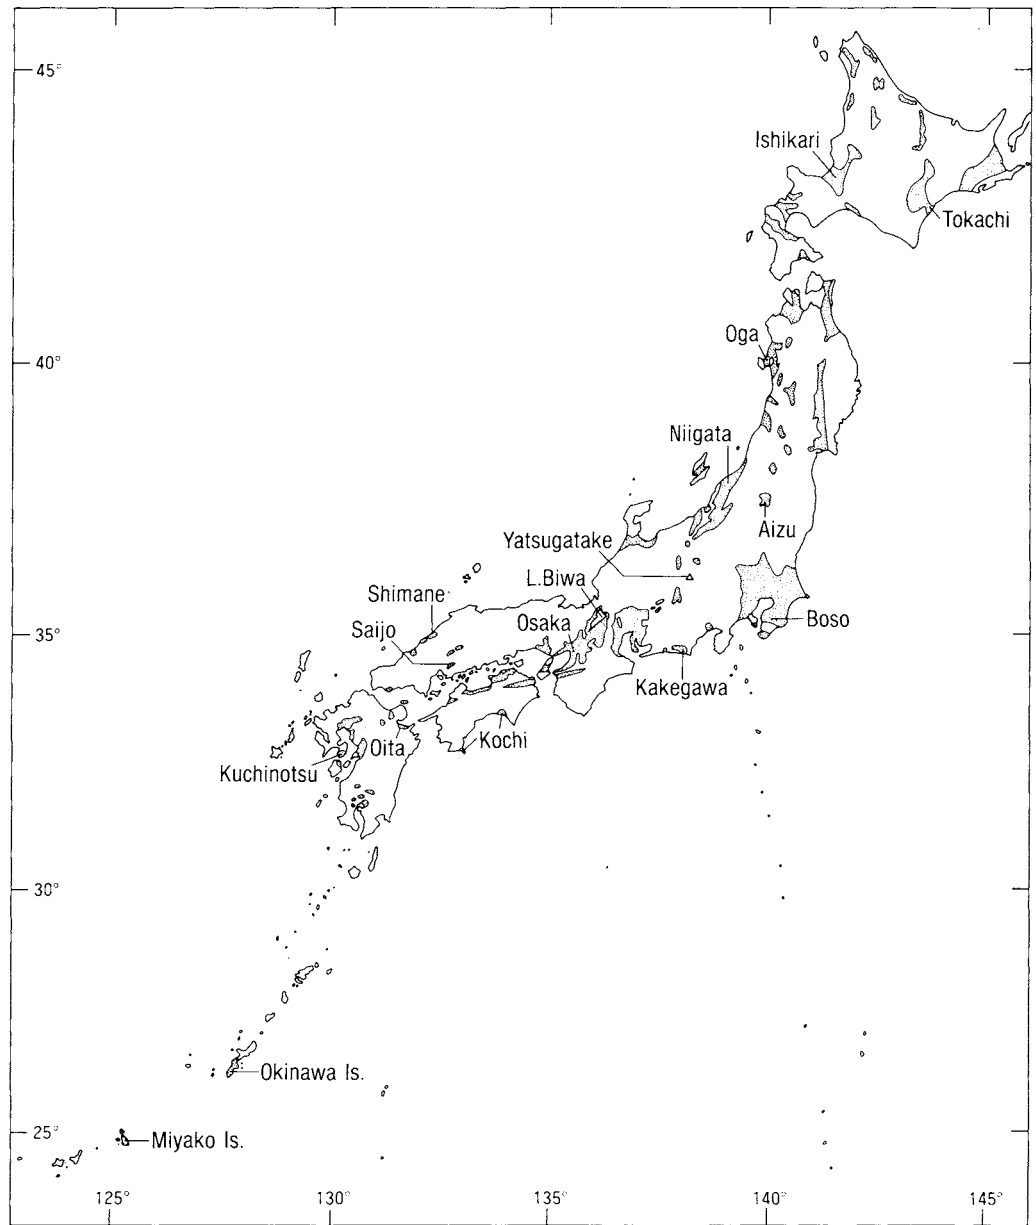 45°
Ishikari
Tokachi
Oga
40°
Niigata
Aizu
Yatsugatake
L.Biwa
Shimane
Osaka
Boso
Saijo
35°
Kakegawa
Oita
Kochi
Kuchinotsu
30°
Okinawa Is.
25°
Miyako Is.
125°
130°
135°
140°
145°